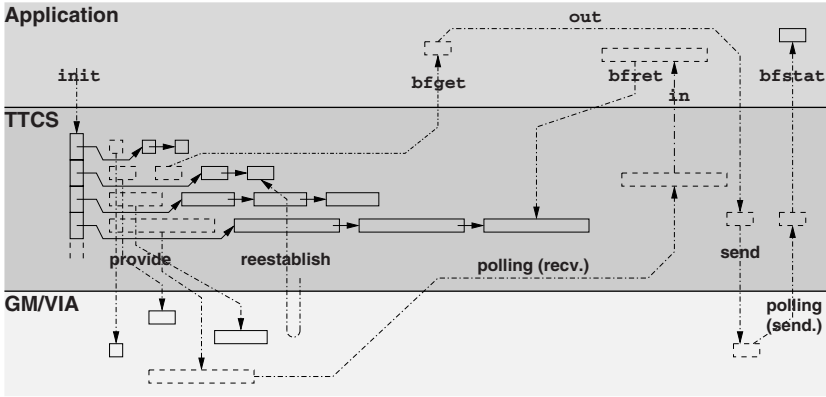 Application
out
init
bfget
bfret
bfstat
in
TTCS
provide
reestablish
polling (recv.)
send
GM/VIA
polling
(send.)